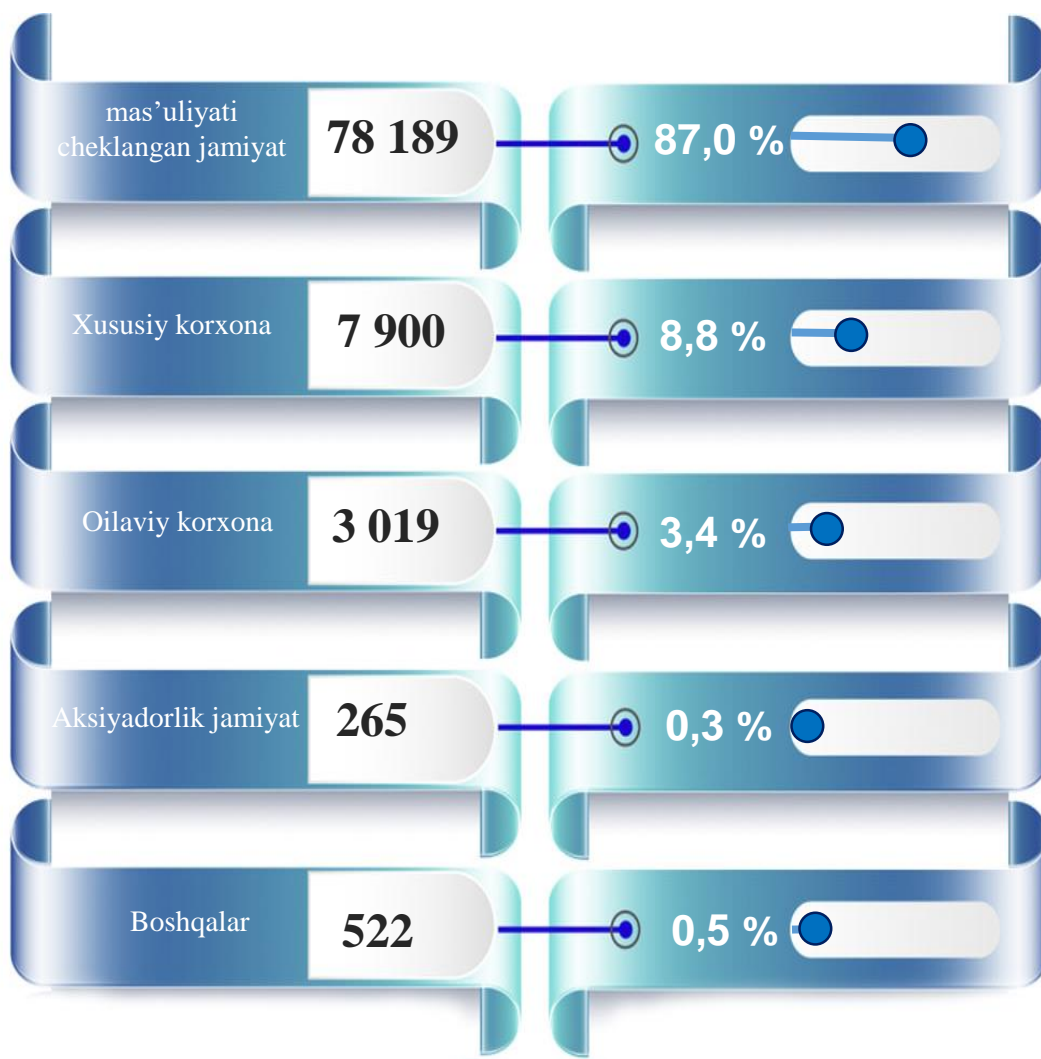 mas’uliyati
cheklangan jamiyat
78 189
87,0 %
Xususiy korxona
7 900
8,8 %
Oilaviy korxona
3 019
3,4 %
Aksiyadorlik jamiyat
265
0,3 %
Boshqalar
522
0,5 %